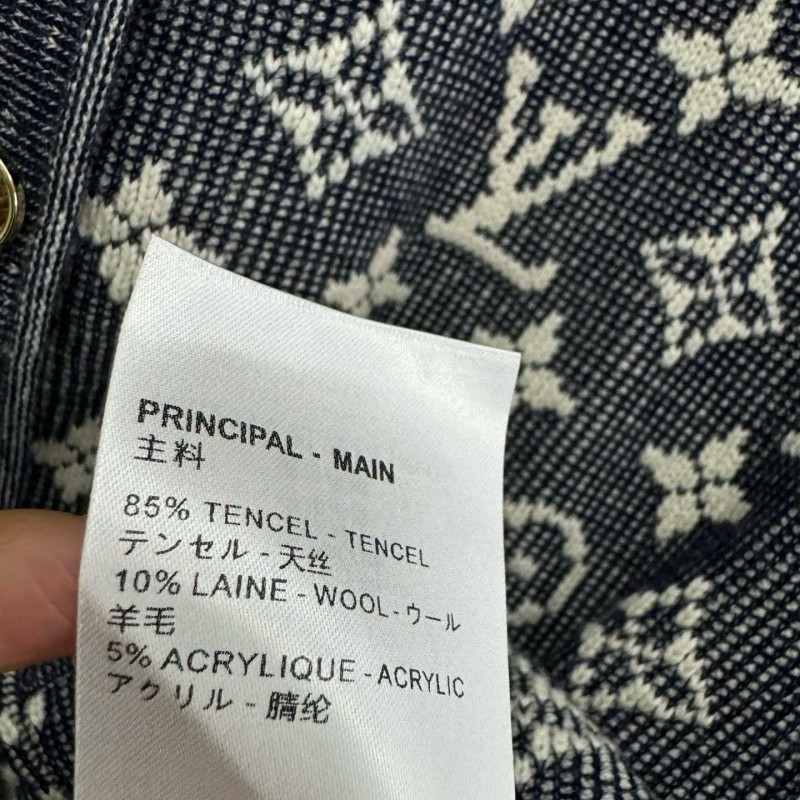 PRINCIPAL - MAIN
主料
85% TENCEL - TENCEL
テンセル - 天丝
10% LAINE - WOOL - ウール
羊毛
5% ACRYLIQUE - ACRYLIC
アクリル - 腈纶